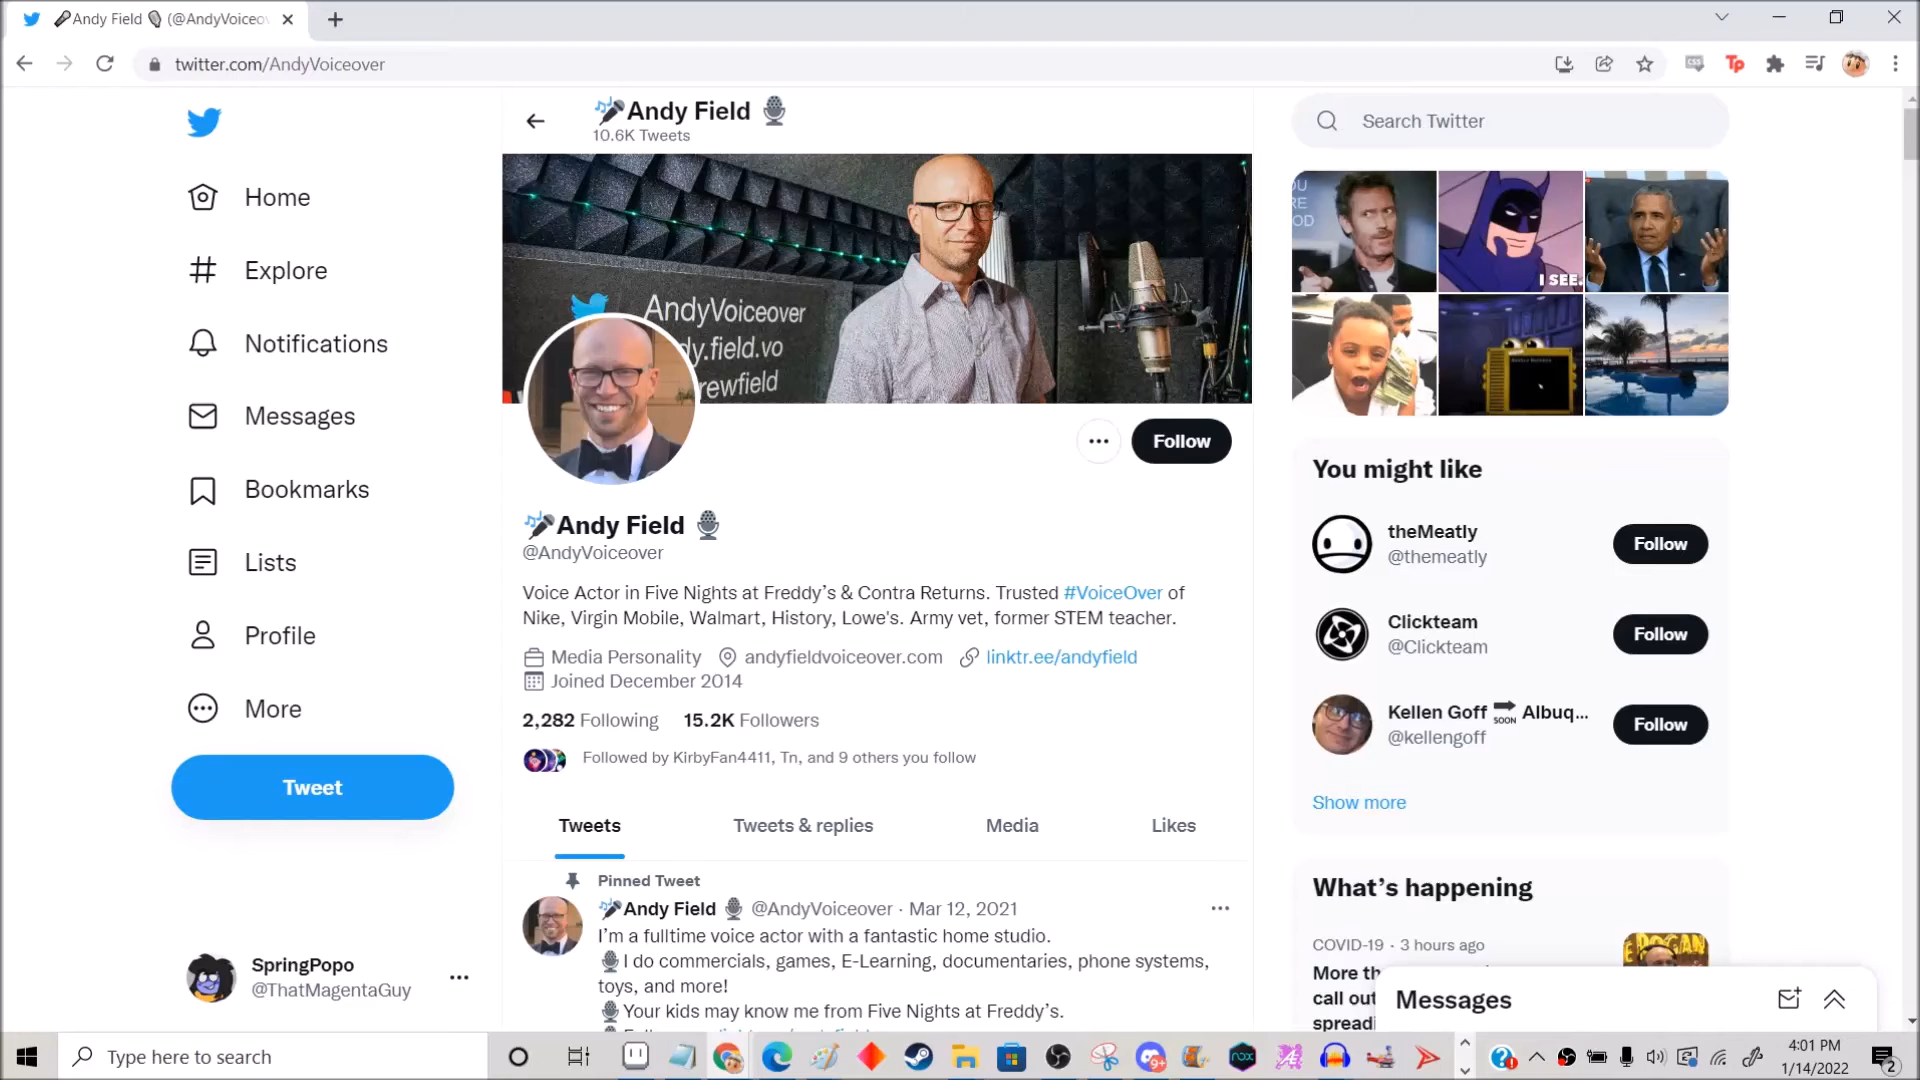 Andy Field (@AndyVoiceov
twitter.com/AndyVoiceover
Andy Field
10.6K Tweets
Search Twitter
Home
Explore
Notifications
Messages
Bookmarks
Lists
Profile
More
Tweet
SpringPopo
@ThatMagentaGuy
AndyVoiceover
dy.field.vo
rewfield
Follow
Andy Field
@AndyVoiceover
Voice Actor in Five Nights at Freddy's & Contra Returns. Trusted #VoiceOver of
Nike, Virgin Mobile, Walmart, History, Lowe's. Army vet, former STEM teacher.
Media Personality andyfieldvoiceover.com linktr.ee/andyfield
Joined December 2014
2,282 Following 15.2K Followers
Followed by KirbyFan4411, Tn, and 9 others you follow
Tweets Tweets & replies Media Likes
Pinned Tweet
Andy Field @AndyVoiceover · Mar 12, 2021
I'm a fulltime voice actor with a fantastic home studio.
I do commercials, games, E-Learning, documentaries, phone systems,
toys, and more!
Your kids may know me from Five Nights at Freddy's.
I SEE.
You might like
theMeatly
@themeatly
Follow
Clickteam
@Clickteam
Follow
Kellen Goff SOON Albuq...
@kellengoff
Follow
Show more
What's happening
COVID-19 · 3 hours ago
More th
call out
spreadi
Messages
Type here to search
4:01 PM
1/14/2022
2